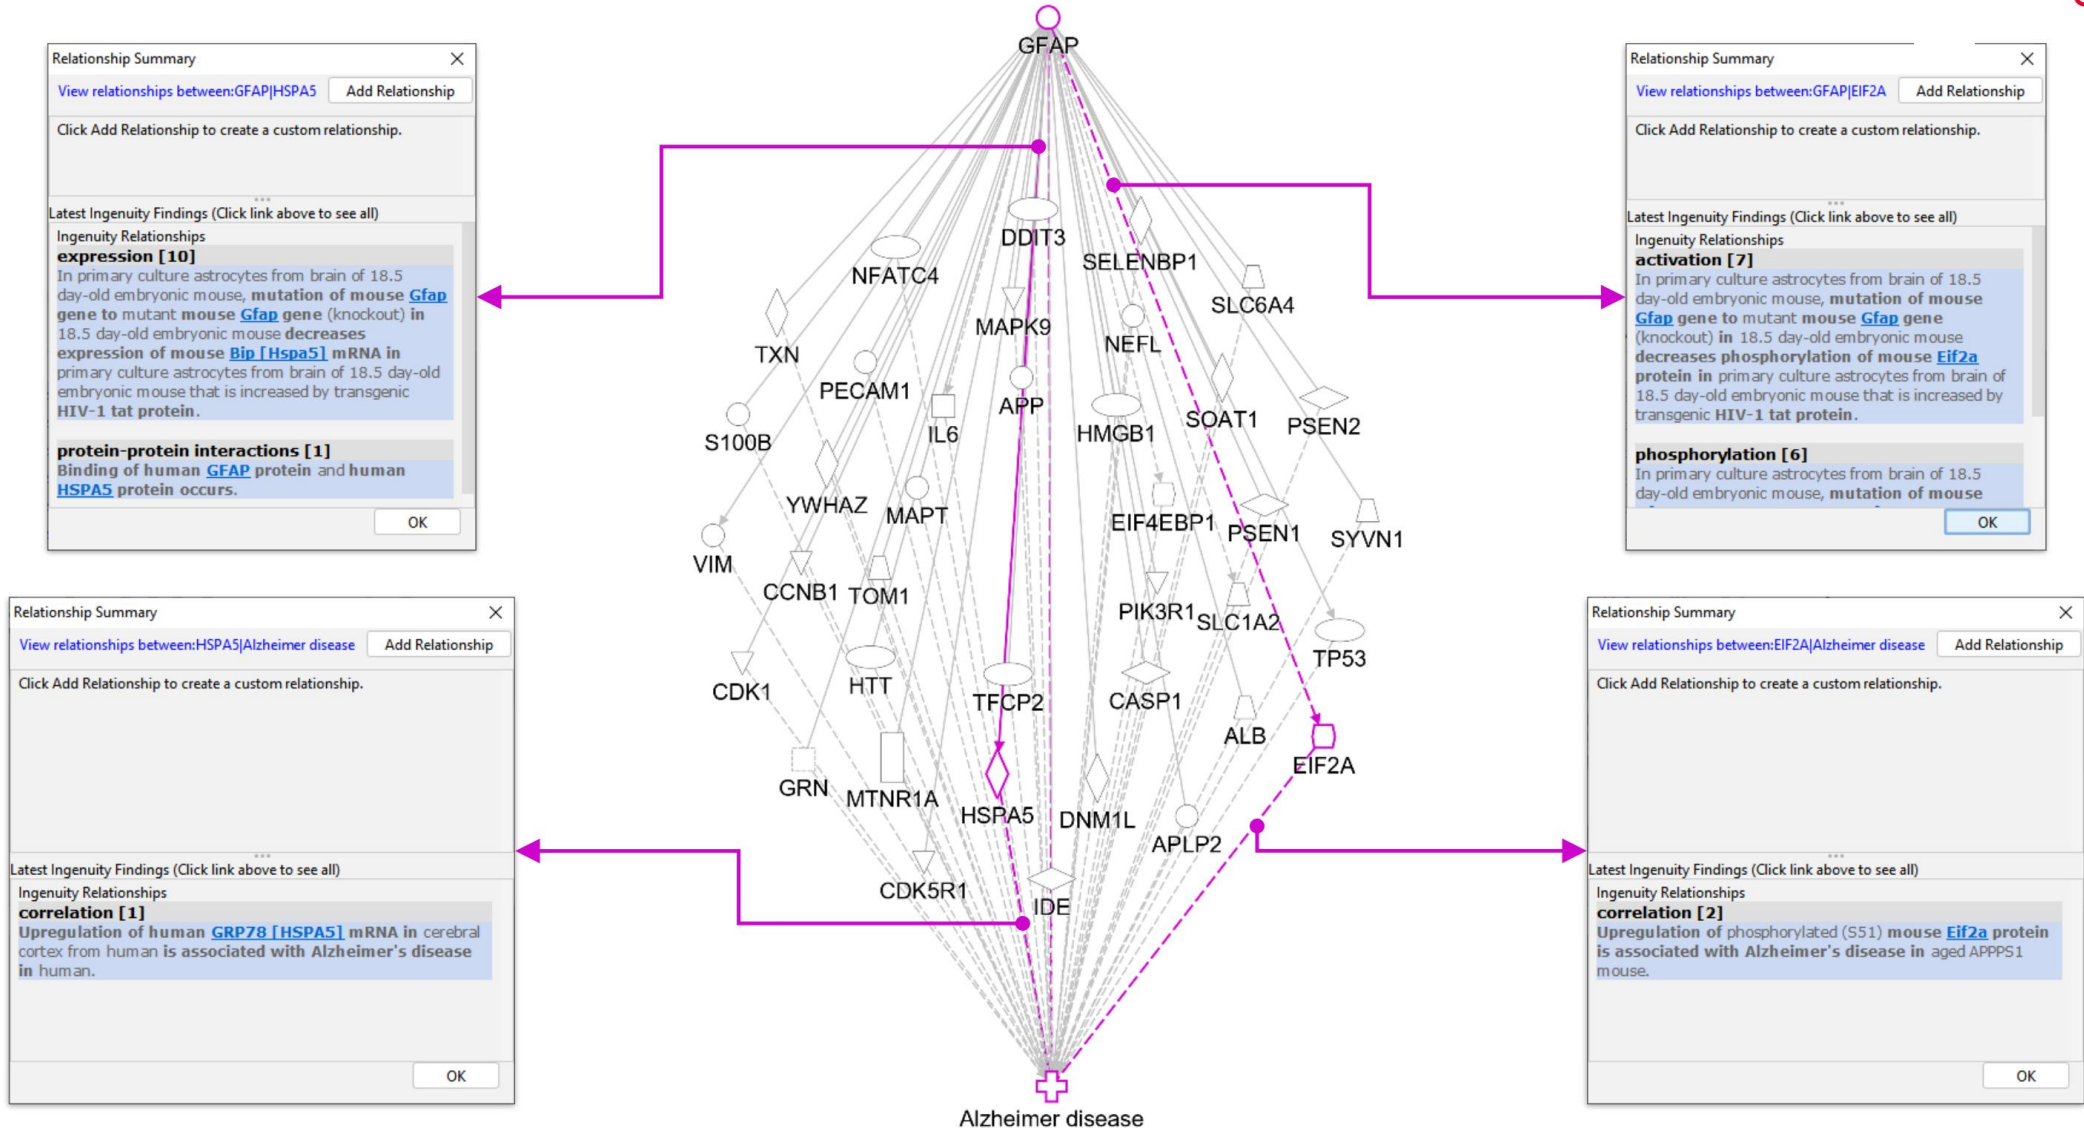 Relationship Summary
View relationships between:GFAP|HSPA5
Add Relationship
Click Add Relationship to create a custom relationship.
Latest Ingenuity Findings (Click link above to see all)
Ingenuity Relationships
expression [10]
In primary culture astrocytes from brain of 18.5
day-old embryonic mouse, mutation of mouse Gfap
gene to mutant mouse Gfap gene (knockout) in
18.5 day-old embryonic mouse decreases
expression of mouse Bip [Hspa5] mRNA in
primary culture astrocytes from brain of 18.5 day-old
embryonic mouse that is increased by transgenic
HIV-1 tat protein.
protein-protein interactions [1]
Binding of human GFAP protein and human
HSPA5 protein occurs.
OK
Relationship Summary
View relationships between:HSPA5|Alzheimer disease
Add Relationship
Click Add Relationship to create a custom relationship.
Latest Ingenuity Findings (Click link above to see all)
Ingenuity Relationships
correlation [1]
Upregulation of human GRP78 [HSPA5] mRNA in cerebral
cortex from human is associated with Alzheimer's disease
in human.
OK
GFAP
DDIT3
NFATC4
SELENBP1
SLC6A4
MAPK9
NEFL
TXN
PECAM1
APP
IL6
HMGB1
SOAT1
PSEN2
S100B
YWHAZ
MAPT
EIF4EBP1
PSEN1
SYVN1
VIM
CCNB1
TOM1
PIK3R1
SLC1A2
TP53
CDK1
HTT
TFCP2
CASP1
ALB
EIF2A
GRN
MTNR1A
HSPA5
DNM1L
APLP2
CDK5R1
IDE
Alzheimer disease
Relationship Summary
View relationships between:GFAP|EIF2A
Add Relationship
Click Add Relationship to create a custom relationship.
Latest Ingenuity Findings (Click link above to see all)
Ingenuity Relationships
activation [7]
In primary culture astrocytes from brain of 18.5
day-old embryonic mouse, mutation of mouse
Gfap gene to mutant mouse Gfap gene
(knockout) in 18.5 day-old embryonic mouse
decreases phosphorylation of mouse Eif2a
protein in primary culture astrocytes from brain of
18.5 day-old embryonic mouse that is increased by
transgenic HIV-1 tat protein.
phosphorylation [6]
In primary culture astrocytes from brain of 18.5
day-old embryonic mouse, mutation of mouse
OK
Relationship Summary
View relationships between:EIF2A|Alzheimer disease
Add Relationship
Click Add Relationship to create a custom relationship.
Latest Ingenuity Findings (Click link above to see all)
Ingenuity Relationships
correlation [2]
Upregulation of phosphorylated (S51) mouse Eif2a protein
is associated with Alzheimer's disease in aged APPPS1
mouse.
OK